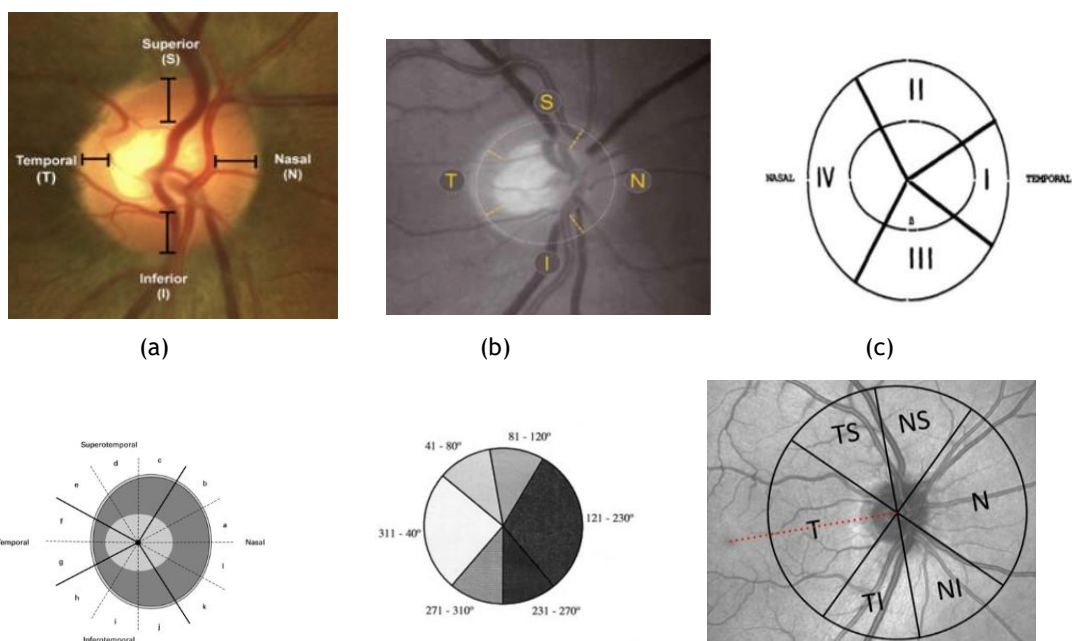 Superior
(S)
Temporal
(T)
Nasal
(N)
Inferior
(I)
(a)
S
T
N
I
(b)
II
NASAL
IV
I
TEMPORAL
III
(c)
Superotemporal
d
c
e
b
f
a
Temporal
Nasal
g
l
h
k
i
j
Inferotemporal
41 - 80°
81 - 120°
311 - 40°
121 - 230°
271 - 310°
231 - 270°
TS
NS
T
N
TI
NI